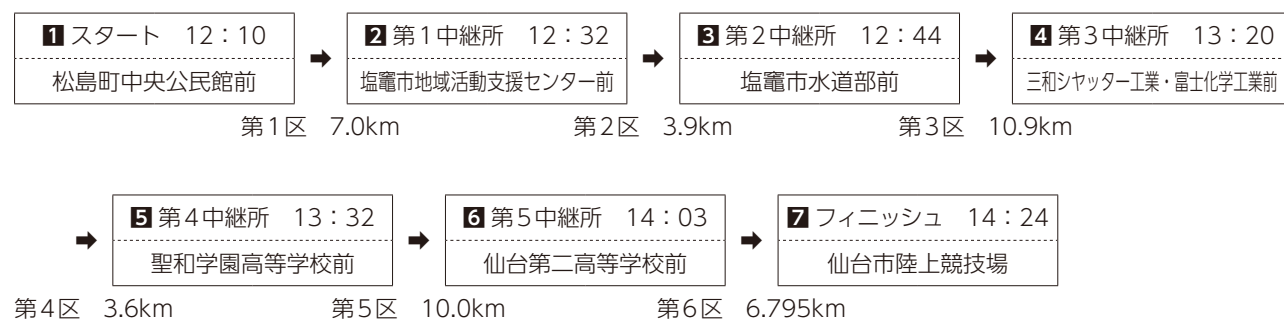 1 スタート 12:10
松島町中央公民館前
➡
2 第1中継所 12:32
塩竈市地域活動支援センター前
➡
3 第2中継所 12:44
塩竈市水道部前
➡
4 第3中継所 13:20
三和シヤッター工業・富士化学工業前
第1区 7.0km
第2区 3.9km
第3区 10.9km
➡
5 第4中継所 13:32
聖和学園高等学校前
➡
6 第5中継所 14:03
仙台第二高等学校前
➡
7 フィニッシュ 14:24
仙台市陸上競技場
第4区 3.6km
第5区 10.0km
第6区 6.795km